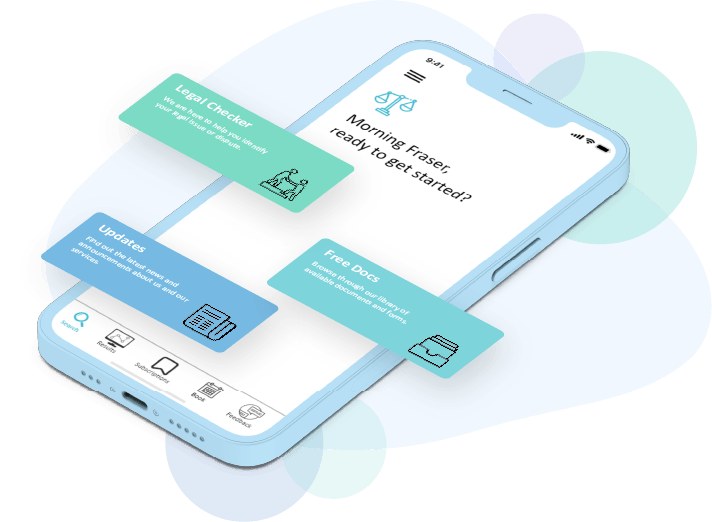 9:41
Morning Fraser,
ready to get started?
Legal Checker
We are here to help you identify
your legal issue or dispute.
Updates
Find out the latest news and
announcements about us and our
services.
Free Docs
Browse through our library of
available documents and forms.
Search
Results
Subscriptions
Book
Feedback